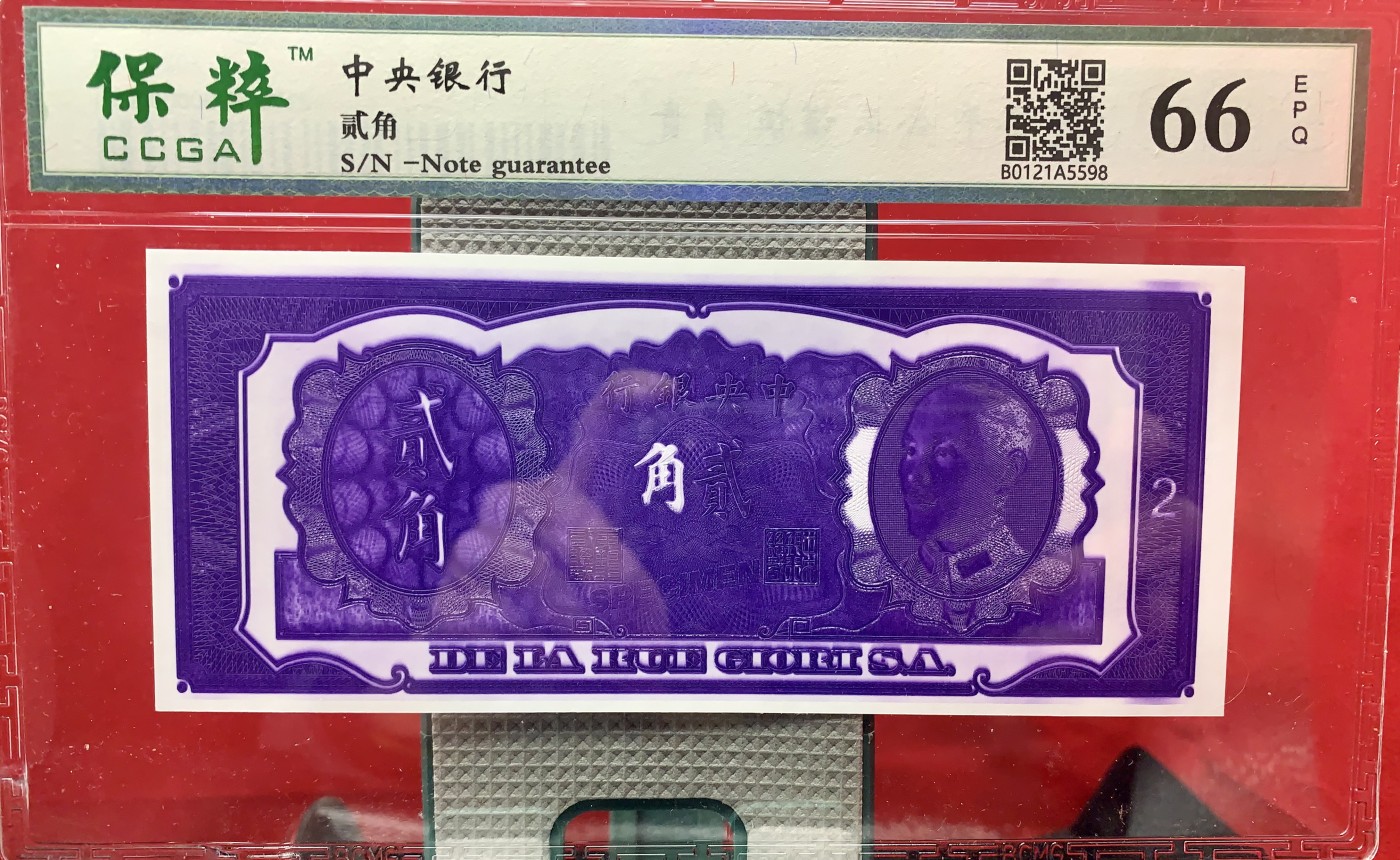 保粹™
CCGA
中央银行
贰角
S/N -Note guarantee
B0121A5598
66
EPQ
行銀央中
角貳
貳角
SPECIMEN
2
DE LA RUE GIORI S.A.